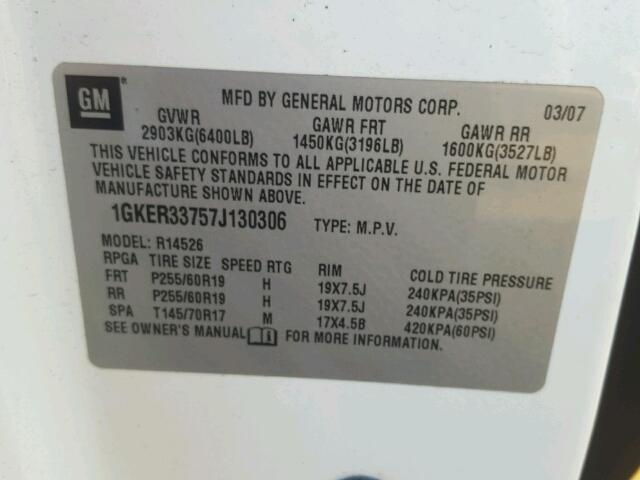 GM
MFD BY GENERAL MOTORS CORP. 03/07
GVWR GAWR FRT GAWR RR
2903KG(6400LB) 1450KG(3196LB) 1600KG(3527LB)
THIS VEHICLE CONFORMS TO ALL APPLICABLE U.S. FEDERAL MOTOR
VEHICLE SAFETY STANDARDS IN EFFECT ON THE DATE OF
MANUFACTURE SHOWN ABOVE.
1GKER33757J130306 TYPE: M.P.V.
MODEL: R14526
RPGA TIRE SIZE SPEED RTG RIM COLD TIRE PRESSURE
FRT P255/60R19 H 19X7.5J 240KPA(35PSI)
RR P255/60R19 H 19X7.5J 240KPA(35PSI)
SPA T145/70R17 M 17X4.5B 420KPA(60PSI)
SEE OWNER'S MANUAL FOR MORE INFORMATION.